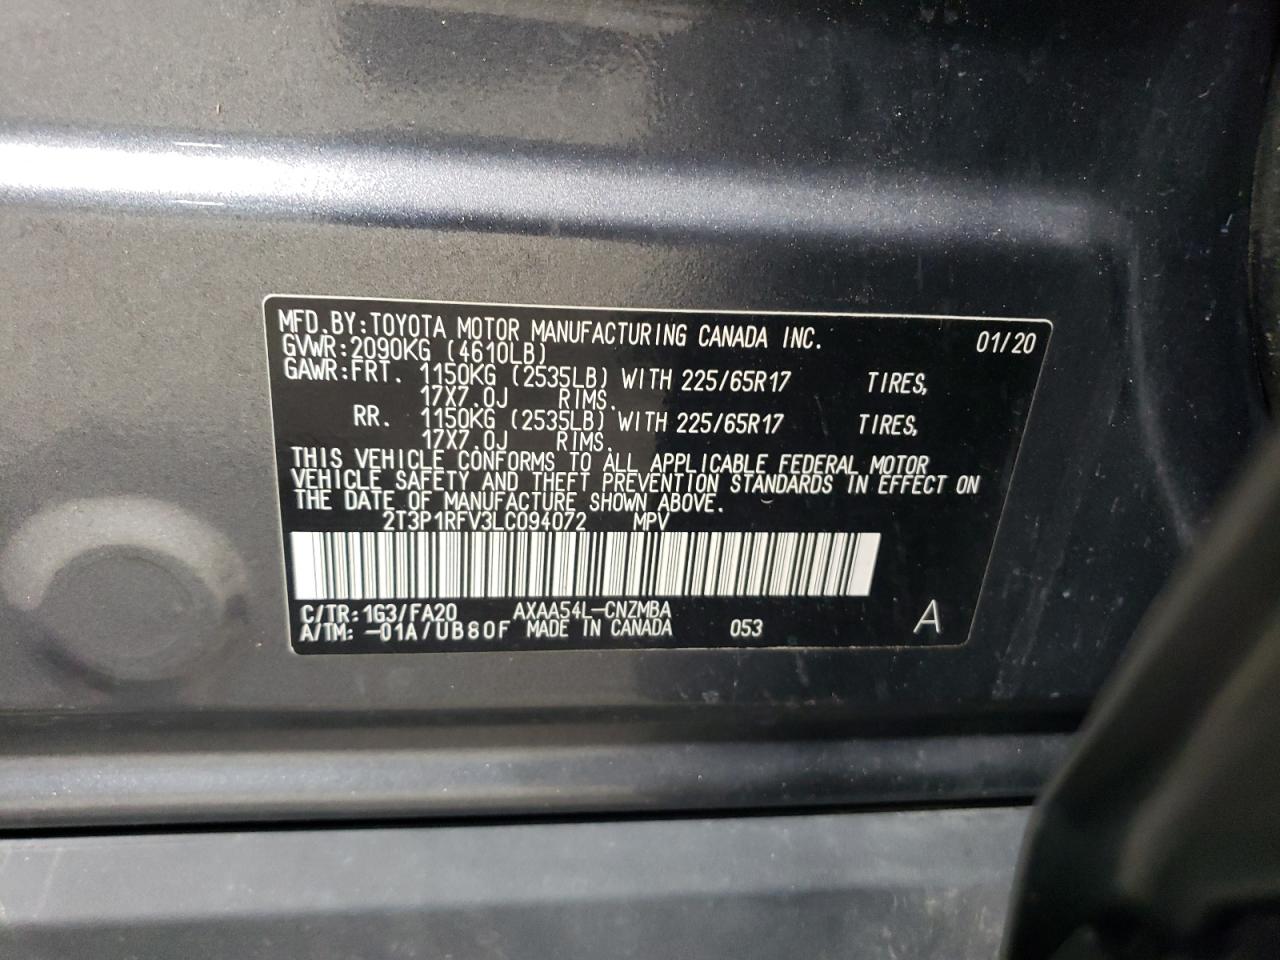 MFD.BY:TOYOTA MOTOR MANUFACTURING CANADA INC. 01/20
GVWR:2090KG (4610LB)
GAWR:FRT. 1150KG (2535LB) WITH 225/65R17 TIRES,
17X7.0J RIMS.
RR. 1150KG (2535LB) WITH 225/65R17 TIRES,
17X7.0J RIMS.
THIS VEHICLE CONFORMS TO ALL APPLICABLE FEDERAL MOTOR
VEHICLE SAFETY AND THEFT PREVENTION STANDARDS IN EFFECT ON
THE DATE OF MANUFACTURE SHOWN ABOVE.
2T3P1RFV3LC094072 MPV
C/TR:1G3/FA20 AXAA54L-CNZMBA
A/TM: -01A/UB80F MADE IN CANADA 053 A